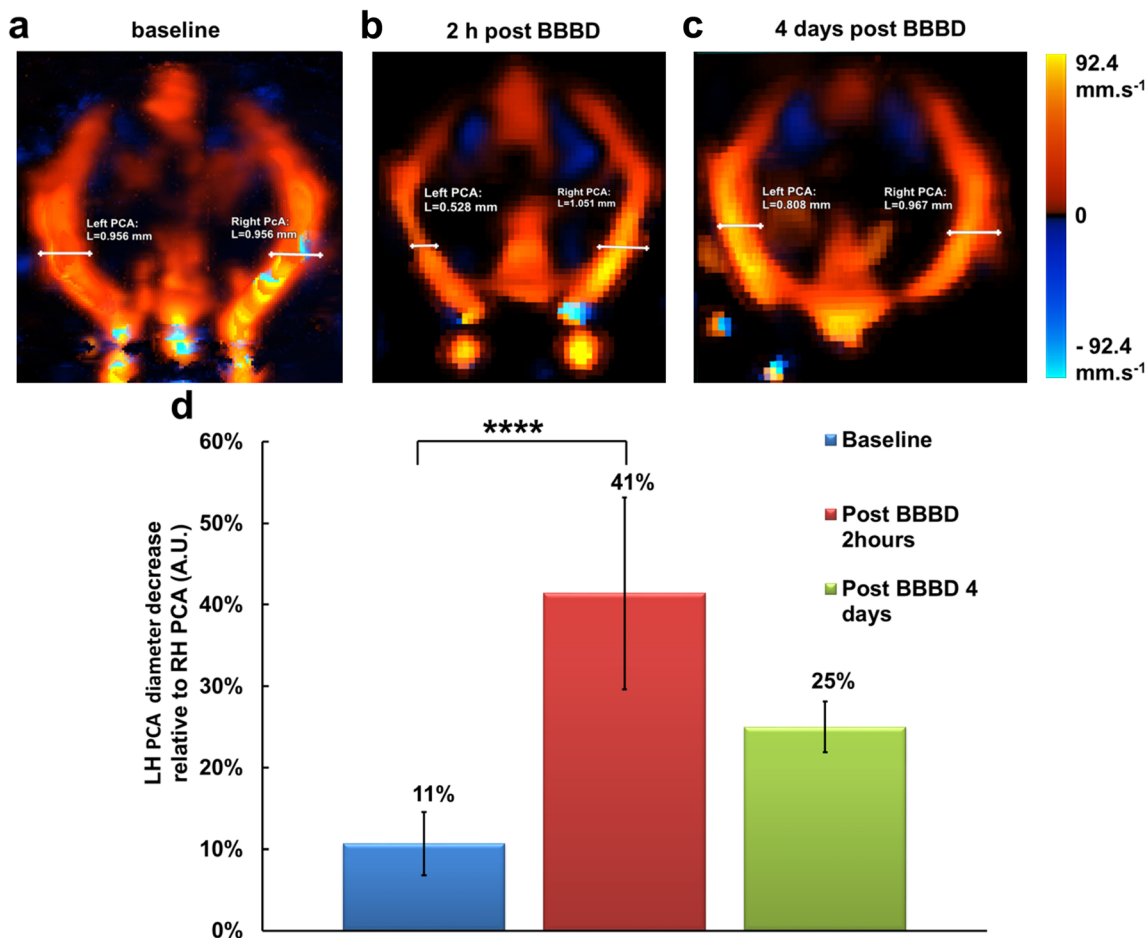 a
baseline
b
2 h post BBBD
c
4 days post BBBD
Left PCA:
L=0.956 mm
Right PcA:
L=0.956 mm
Left PCA:
L=0.528 mm
Right PCA:
L=1.051 mm
Left PCA:
L=0.808 mm
Right PCA:
L=0.967 mm
92.4
mm.s-1
0
- 92.4
mm.s-1
d
LH PCA diameter decrease
relative to RH PCA (A.U.)
60%
50%
40%
30%
20%
10%
0%
****
11%
41%
25%
Baseline
Post BBBD
2hours
Post BBBD 4
days